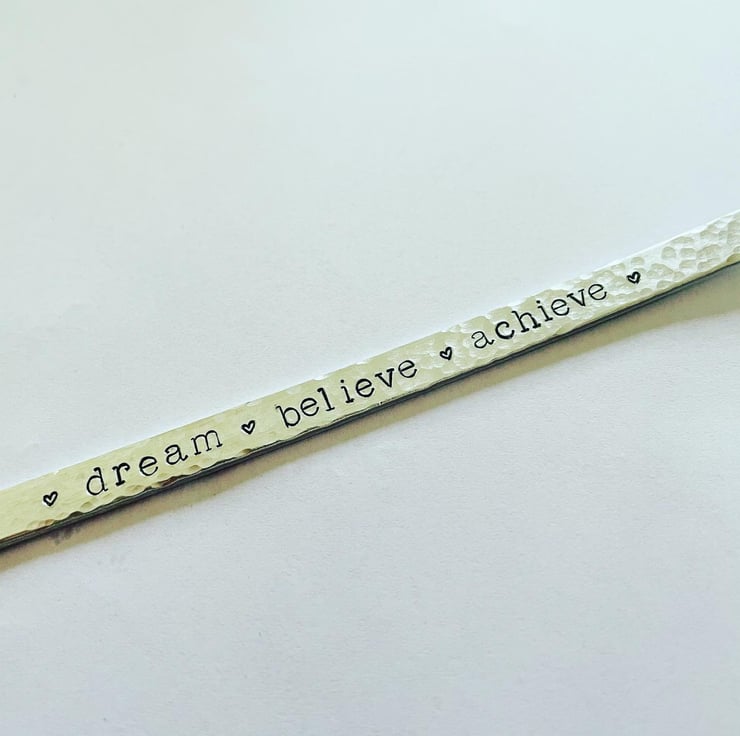 ♡ dream ♡ believe ♡ achieve ♡